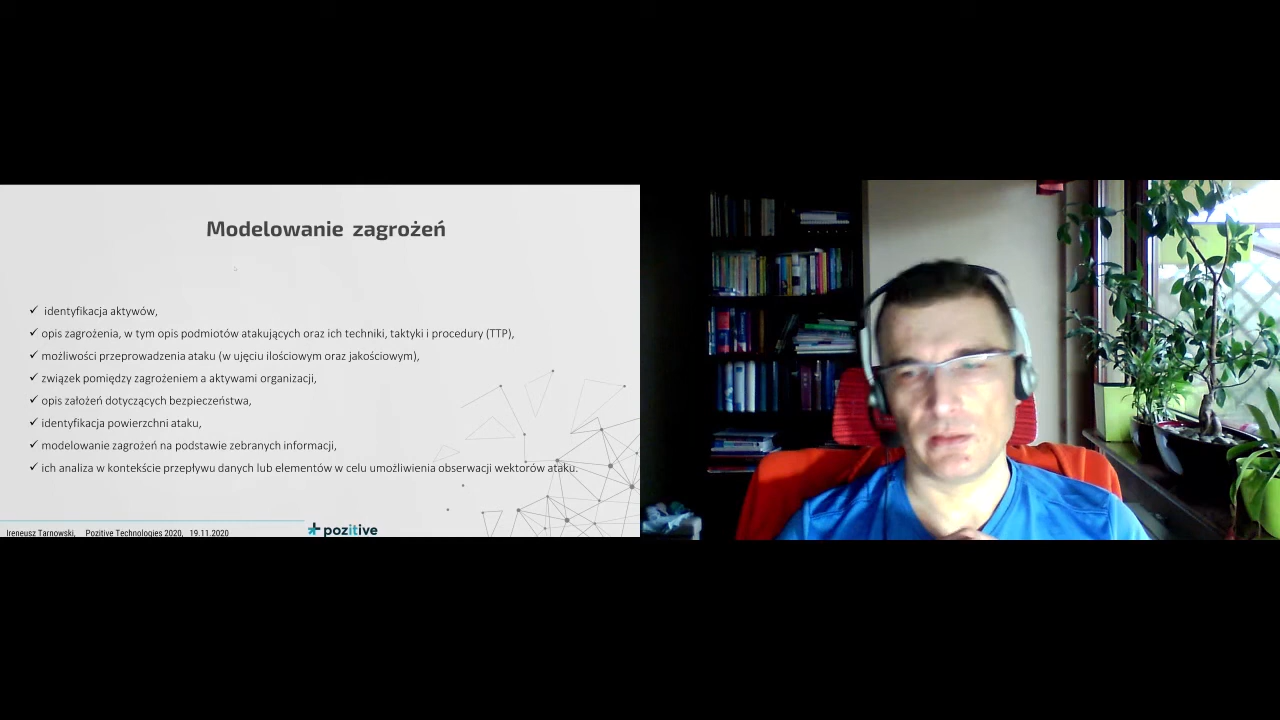 Modelowanie zagrożeń
✓ identyfikacja aktywów,
✓ opis zagrożenia, w tym opis podmiotów atakujących oraz ich techniki, taktyki i procedury (TTP),
✓ możliwości przeprowadzenia ataku (w ujęciu ilościowym oraz jakościowym),
✓ związek pomiędzy zagrożeniem a aktywami organizacji,
✓ opis założeń dotyczących bezpieczeństwa,
✓ identyfikacja powierzchni ataku,
✓ modelowanie zagrożeń na podstawie zebranych informacji,
✓ ich analiza w kontekście przepływu danych lub elementów w celu umożliwienia obserwacji wektorów ataku.
Ireneusz Tarnowski, Pozitive Technologies 2020, 19.11.2020
pozitive